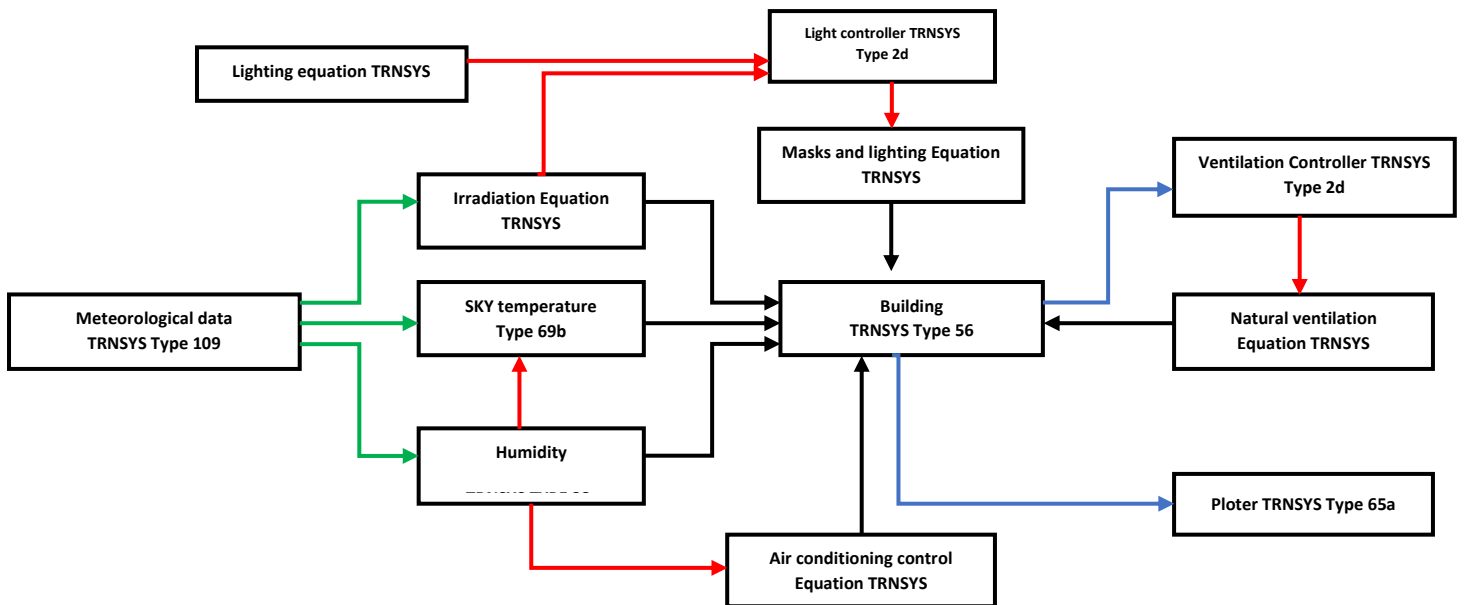 Light controller TRNSYS
Type 2d
Lighting equation TRNSYS
Masks and lighting Equation
TRNSYS
Ventilation Controller TRNSYS
Type 2d
Irradiation Equation
TRNSYS
Meteorological data
TRNSYS Type 109
SKY temperature
Type 69b
Building
TRNSYS Type 56
Natural ventilation
Equation TRNSYS
Humidity
Ploter TRNSYS Type 65a
Air conditioning control
Equation TRNSYS